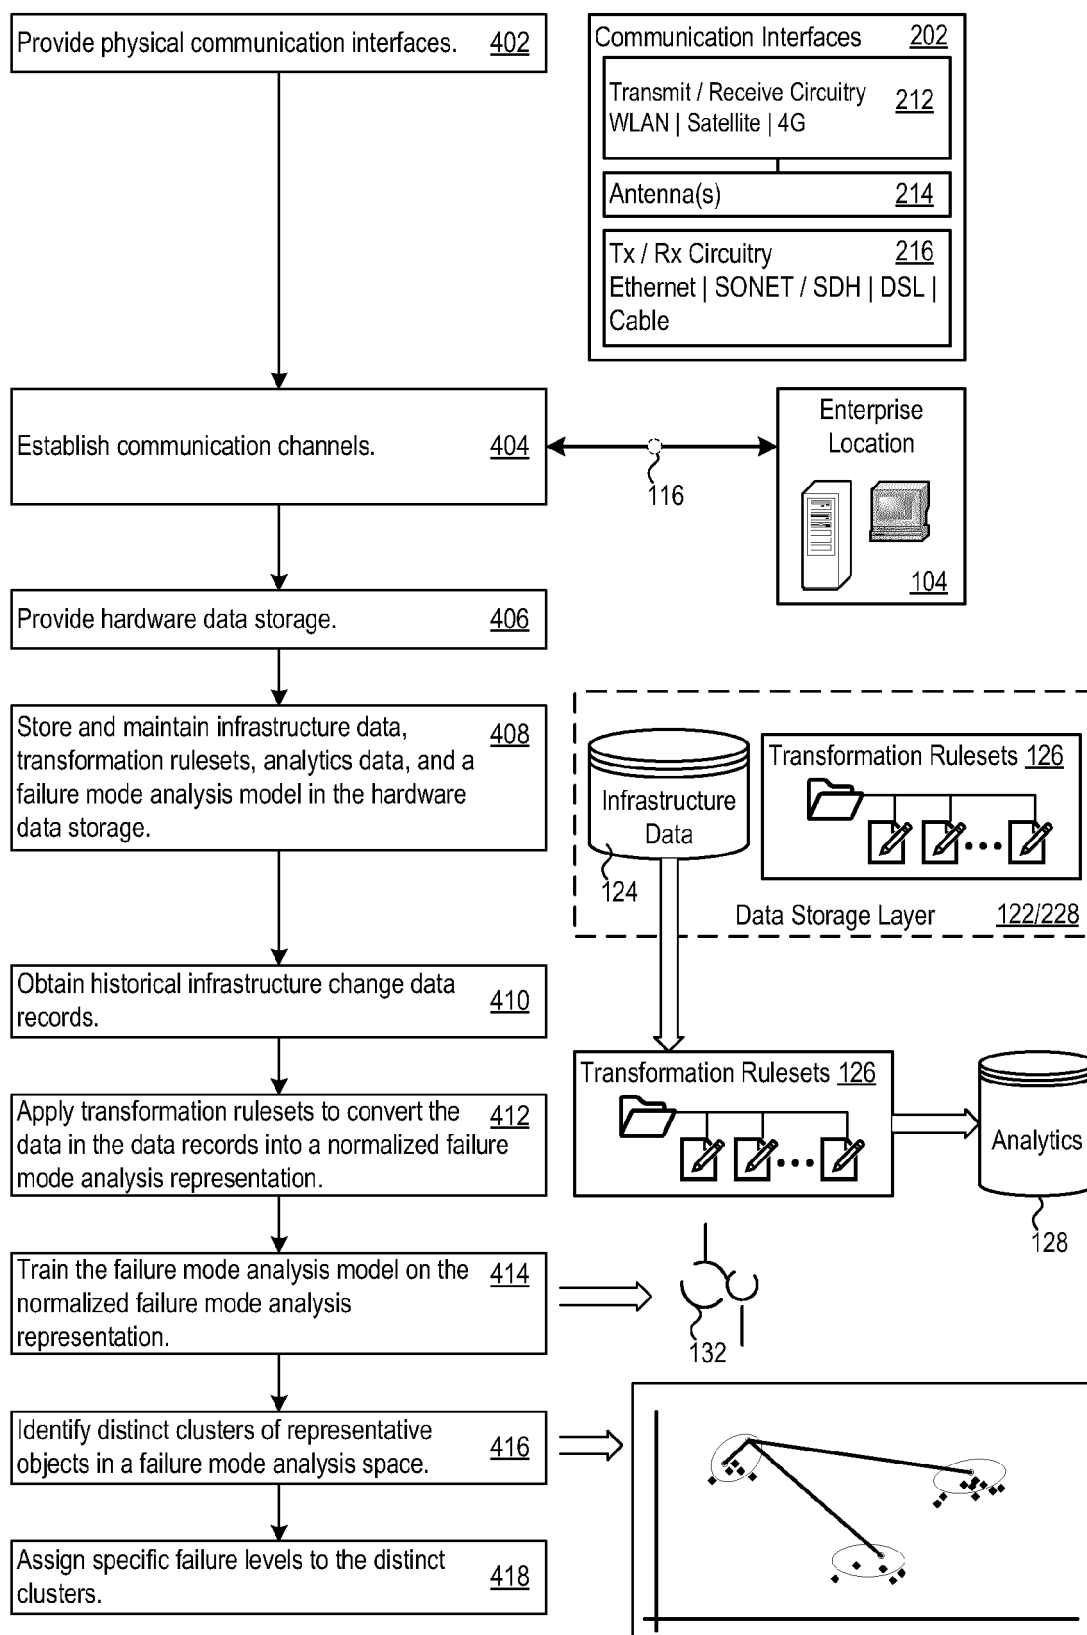 Provide physical communication interfaces. 402
Communication Interfaces 202
Transmit / Receive Circuitry 212
WLAN | Satellite | 4G
Antenna(s) 214
Tx / Rx Circuitry 216
Ethernet | SONET / SDH | DSL |
Cable
Establish communication channels. 404
116
Enterprise
Location
104
Provide hardware data storage. 406
Store and maintain infrastructure data, 408
transformation rulesets, analytics data, and a
failure mode analysis model in the hardware
data storage.
Infrastructure
Data
124
Transformation Rulesets 126
Data Storage Layer 122/228
Obtain historical infrastructure change data 410
records.
Apply transformation rulesets to convert the 412
data in the data records into a normalized failure
mode analysis representation.
Transformation Rulesets 126
Analytics
128
Train the failure mode analysis model on the 414
normalized failure mode analysis
representation.
132
Identify distinct clusters of representative 416
objects in a failure mode analysis space.
Assign specific failure levels to the distinct 418
clusters.